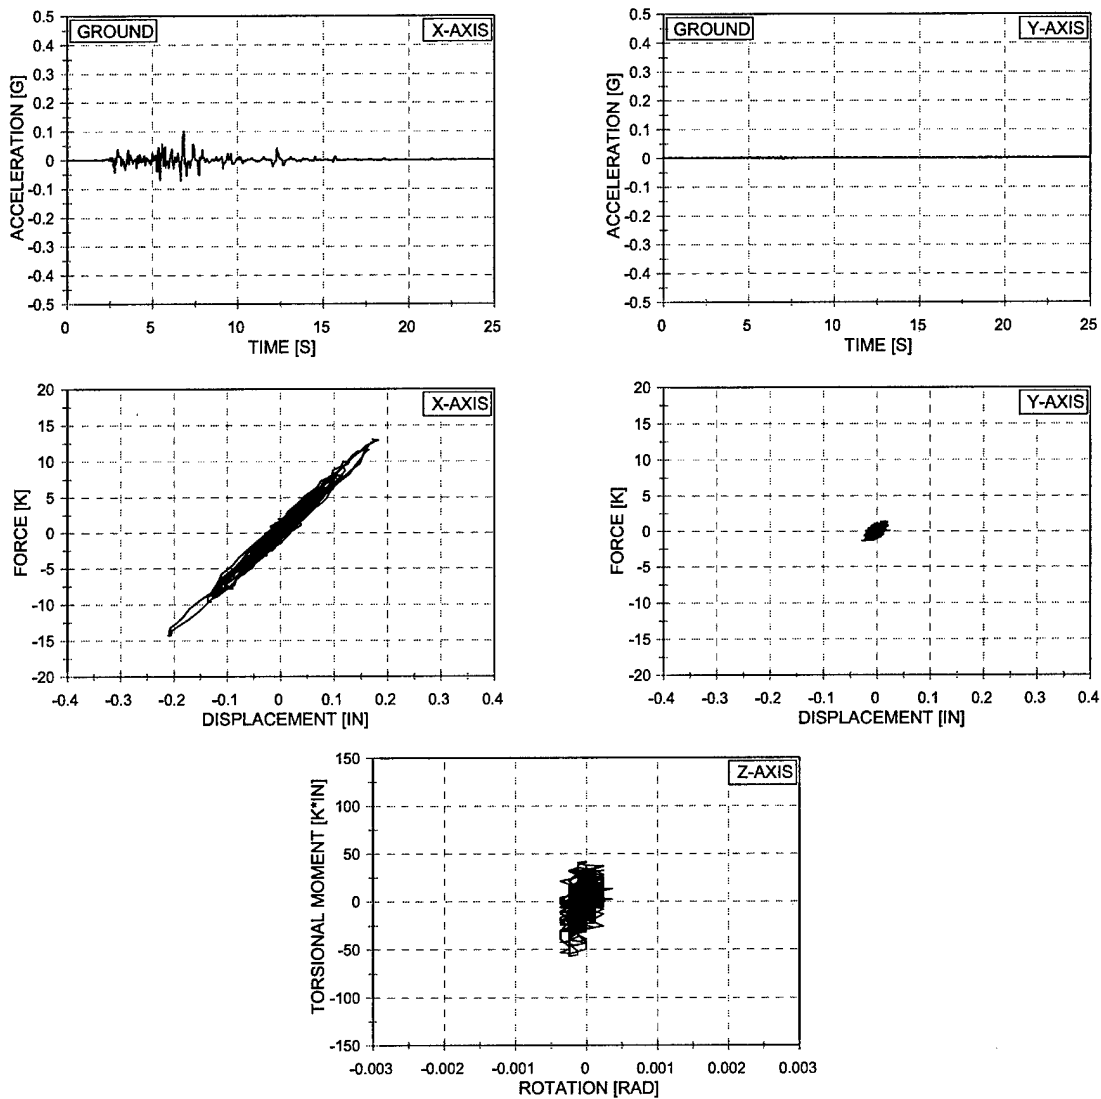 GROUND
X-AXIS
0.5
0.4
0.3
0.2
0.1
0
-0.1
-0.2
-0.3
-0.4
-0.5
ACCELERATION [G]
0 5 10 15 20 25
TIME [S]
GROUND
Y-AXIS
0.5
0.4
0.3
0.2
0.1
0
-0.1
-0.2
-0.3
-0.4
-0.5
ACCELERATION [G]
0 5 10 15 20 25
TIME [S]
X-AXIS
20
15
10
5
0
-5
-10
-15
-20
FORCE [K]
-0.4 -0.3 -0.2 -0.1 0 0.1 0.2 0.3 0.4
DISPLACEMENT [IN]
Y-AXIS
20
15
10
5
0
-5
-10
-15
-20
FORCE [K]
-0.4 -0.3 -0.2 -0.1 0 0.1 0.2 0.3 0.4
DISPLACEMENT [IN]
Z-AXIS
150
100
50
0
-50
-100
-150
TORSIONAL MOMENT [K*IN]
-0.003 -0.002 -0.001 0 0.001 0.002 0.003
ROTATION [RAD]